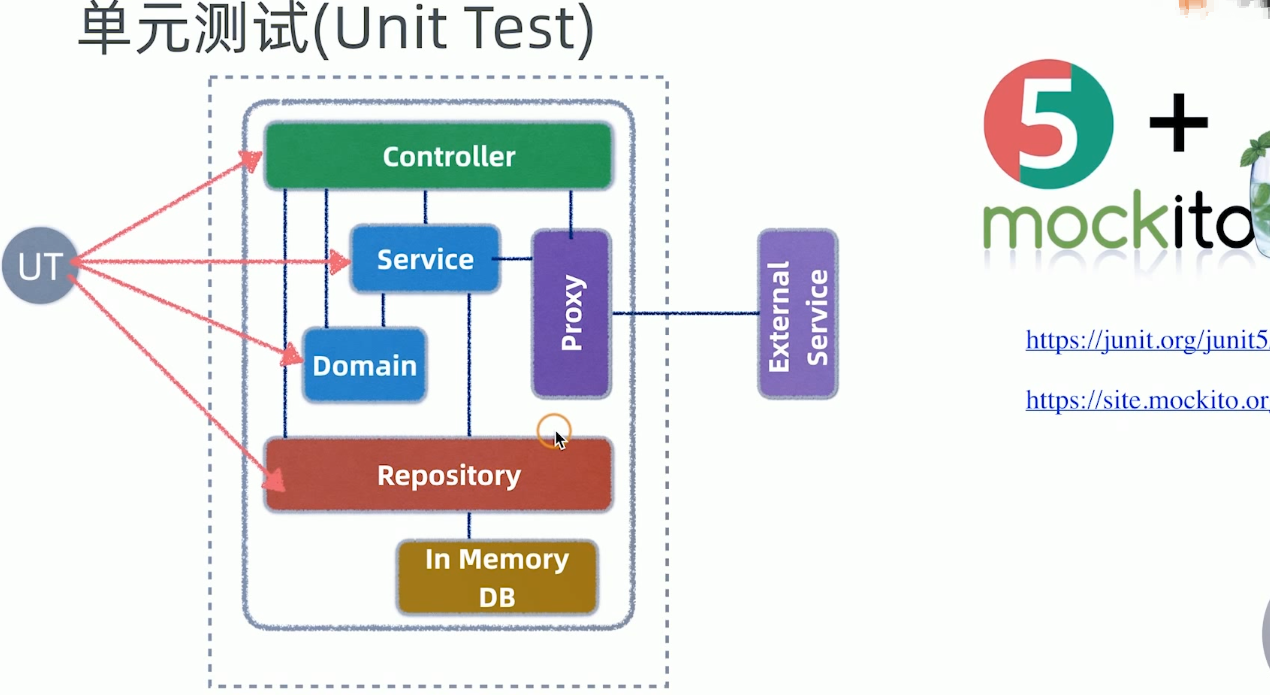 单元测试(Unit Test)
Controller
Service
Proxy
External
Service
UT
Domain
Repository
In Memory
DB
5
+
mockito
https://junit.org/junit5
https://site.mockito.or